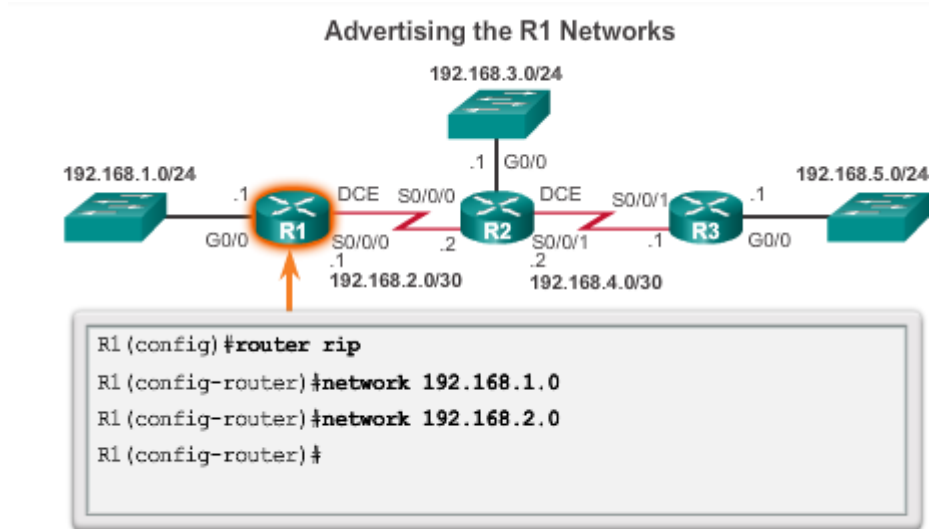 Advertising the R1 Networks
192.168.3.0/24
.1 G0/0
192.168.1.0/24
192.168.5.0/24
.1 DCE S0/0/0 DCE S0/0/1 .1
R1 R2 R3
G0/0 S0/0/0 .2 S0/0/1 .1 G0/0
.1 .2
192.168.2.0/30 192.168.4.0/30
R1(config)#router rip
R1(config-router)#network 192.168.1.0
R1(config-router)#network 192.168.2.0
R1(config-router)#